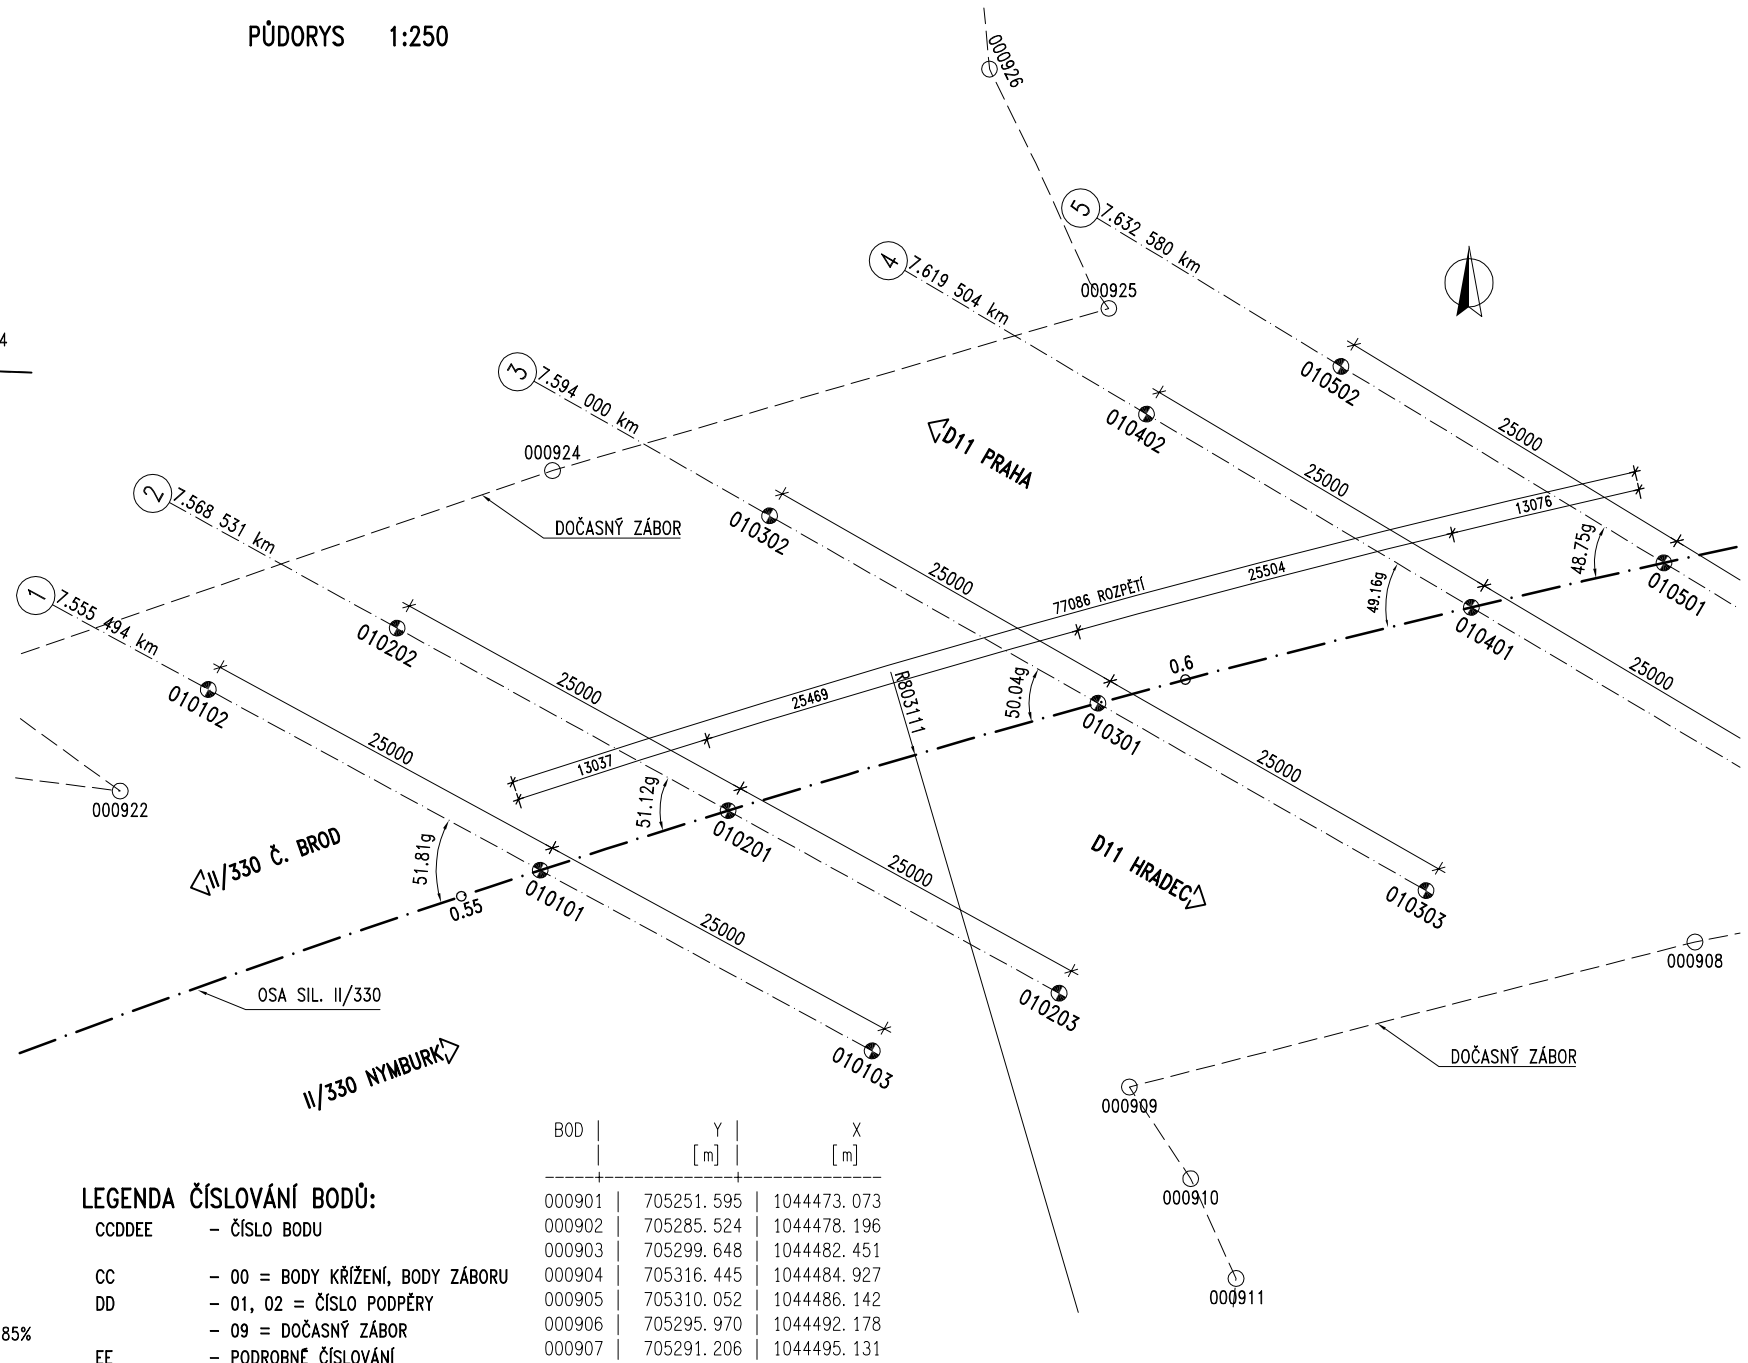 PŮDORYS 1:250
000926
5
7.632 580 km
4
7.619 504 km
000925
4
010502
3
7.594 000 km
010402
D11 PRAHA
25000
000924
25000
2
7.568 531 km
DOČASNÝ ZÁBOR
010302
13076
48.75g
25000
25504
77086 ROZPĚTÍ
49.16g
010501
1
7.555 494 km
010202
010401
0.6
25000
25000
R803111
25469
50.04g
010102
010301
25000
13037
25000
51.12g
000922
010201
II/330 Č. BROD
51.81g
D11 HRADEC
25000
010101
0.55
010303
25000
000908
OSA SIL. II/330
010203
II/330 NYMBURK
010103
DOČASNÝ ZÁBOR
000909
000910
000911
BOD | Y | X
| [m] | [m]
000901 | 705251.595 | 1044473.073
000902 | 705285.524 | 1044478.196
000903 | 705299.648 | 1044482.451
000904 | 705316.445 | 1044484.927
000905 | 705310.052 | 1044486.142
000906 | 705295.970 | 1044492.178
000907 | 705291.206 | 1044495.131
LEGENDA ČÍSLOVÁNÍ BODŮ:
CCDDEE – ČÍSLO BODU
CC – 00 = BODY KŘÍŽENÍ, BODY ZÁBORU
DD – 01, 02 = ČÍSLO PODPĚRY
– 09 = DOČASNÝ ZÁBOR
EE – PODROBNÉ ČÍSLOVÁNÍ
85%